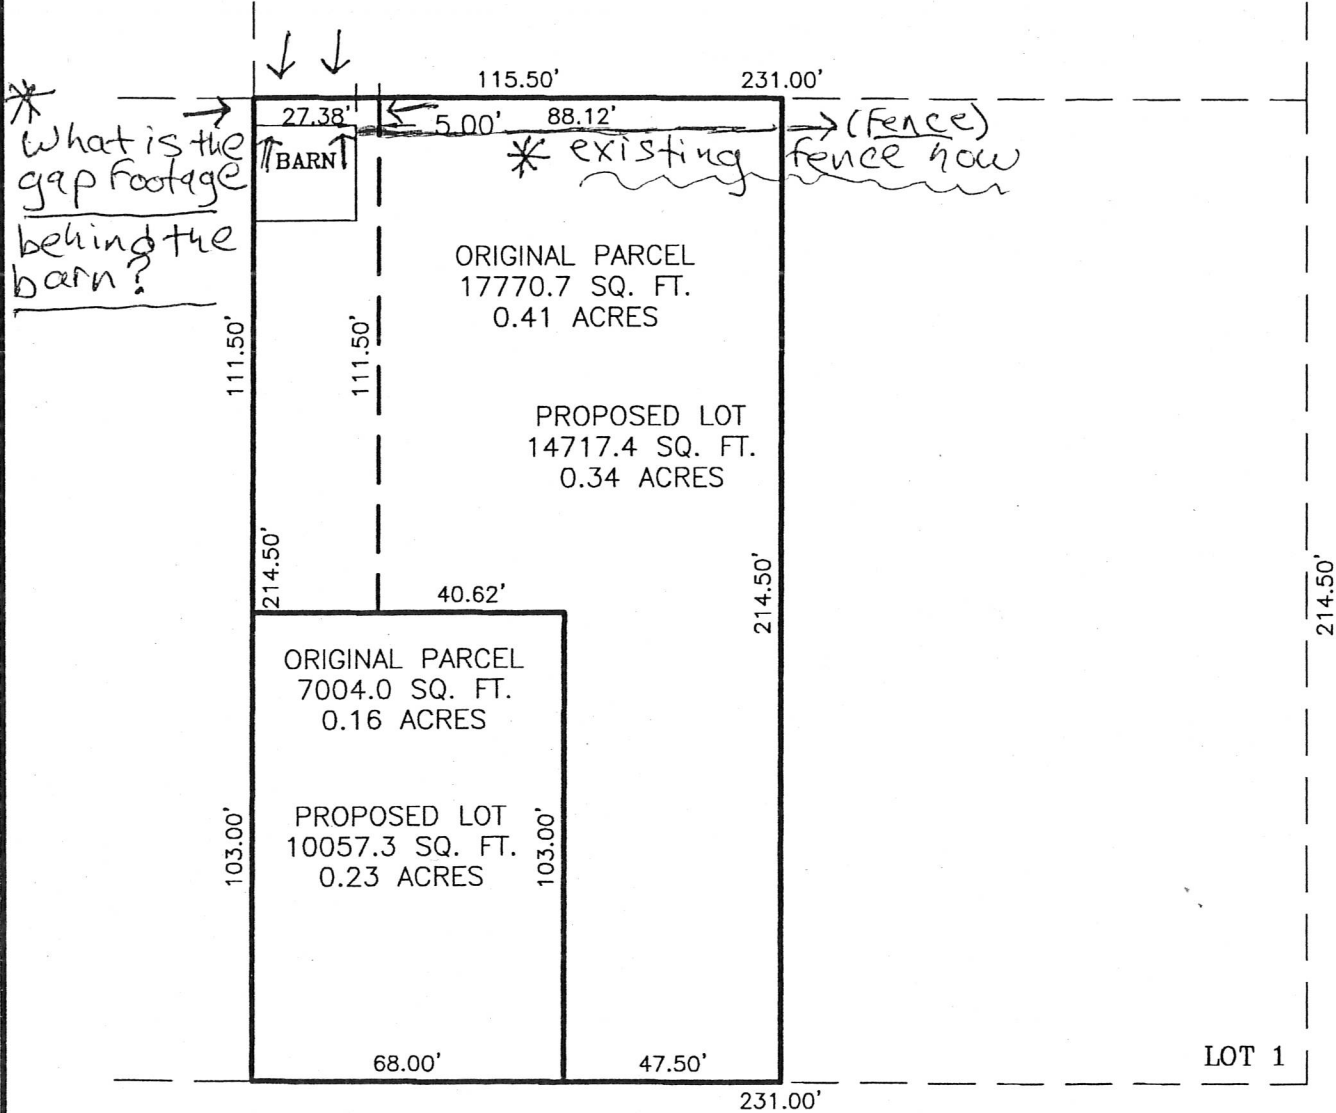 115.50'
231.00'
*
What is the
gap footage
behind the
barn?
27.38'
5.00'
88.12'
(Fence)
* existing fence now
BARN
ORIGINAL PARCEL
17770.7 SQ. FT.
0.41 ACRES
111.50'
111.50'
PROPOSED LOT
14717.4 SQ. FT.
0.34 ACRES
214.50'
214.50'
214.50'
40.62'
ORIGINAL PARCEL
7004.0 SQ. FT.
0.16 ACRES
PROPOSED LOT
10057.3 SQ. FT.
0.23 ACRES
103.00'
103.00'
68.00'
47.50'
LOT 1
231.00'